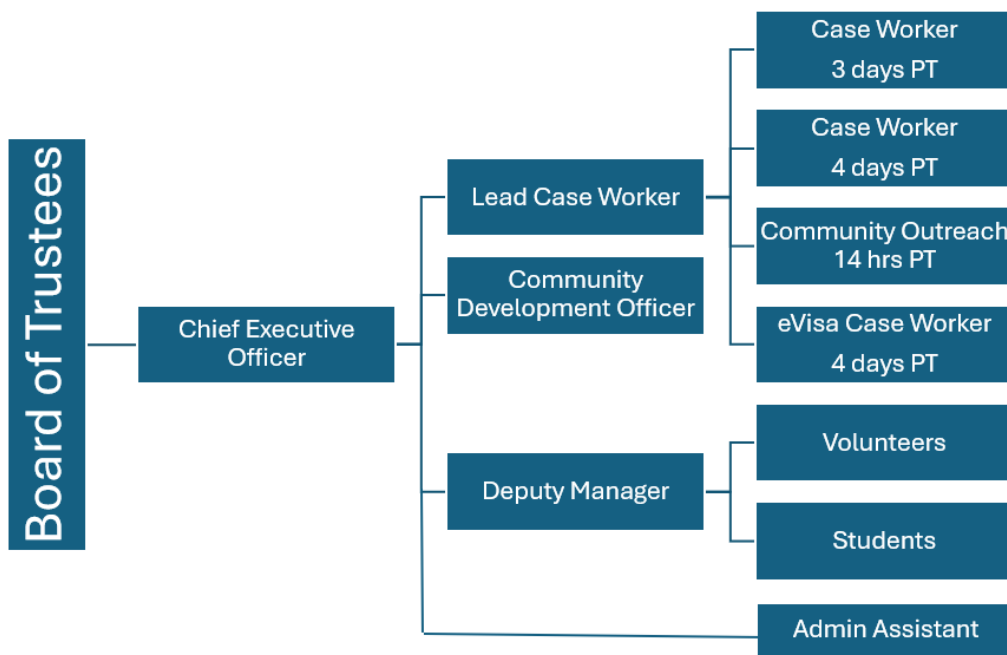 Board of Trustees
Chief Executive
Officer
Lead Case Worker
Community
Development Officer
Deputy Manager
Case Worker
3 days PT
Case Worker
4 days PT
Community Outreach
14 hrs PT
eVisa Case Worker
4 days PT
Volunteers
Students
Admin Assistant